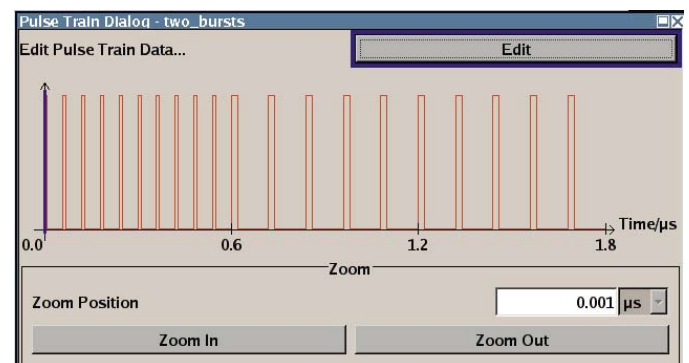 Pulse Train Dialog - two_bursts
Edit Pulse Train Data... Edit
Time/µs
0.0 0.6 1.2 1.8
Zoom
Zoom Position 0.001 µs
Zoom In Zoom Out